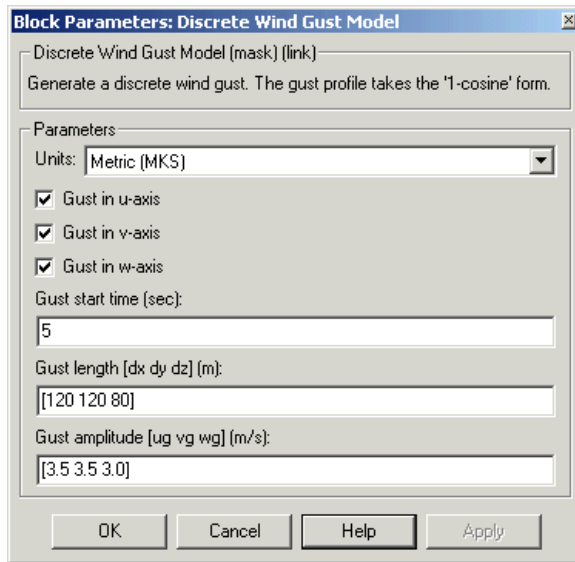 Block Parameters: Discrete Wind Gust Model
Discrete Wind Gust Model (mask) (link)
Generate a discrete wind gust. The gust profile takes the '1-cosine' form.
Parameters
Units: Metric (MKS)
Gust in u-axis
Gust in v-axis
Gust in w-axis
Gust start time (sec):
5
Gust length [dx dy dz] (m):
[120 120 80]
Gust amplitude [ug vg wg] (m/s):
[3.5 3.5 3.0]
OK Cancel Help Apply